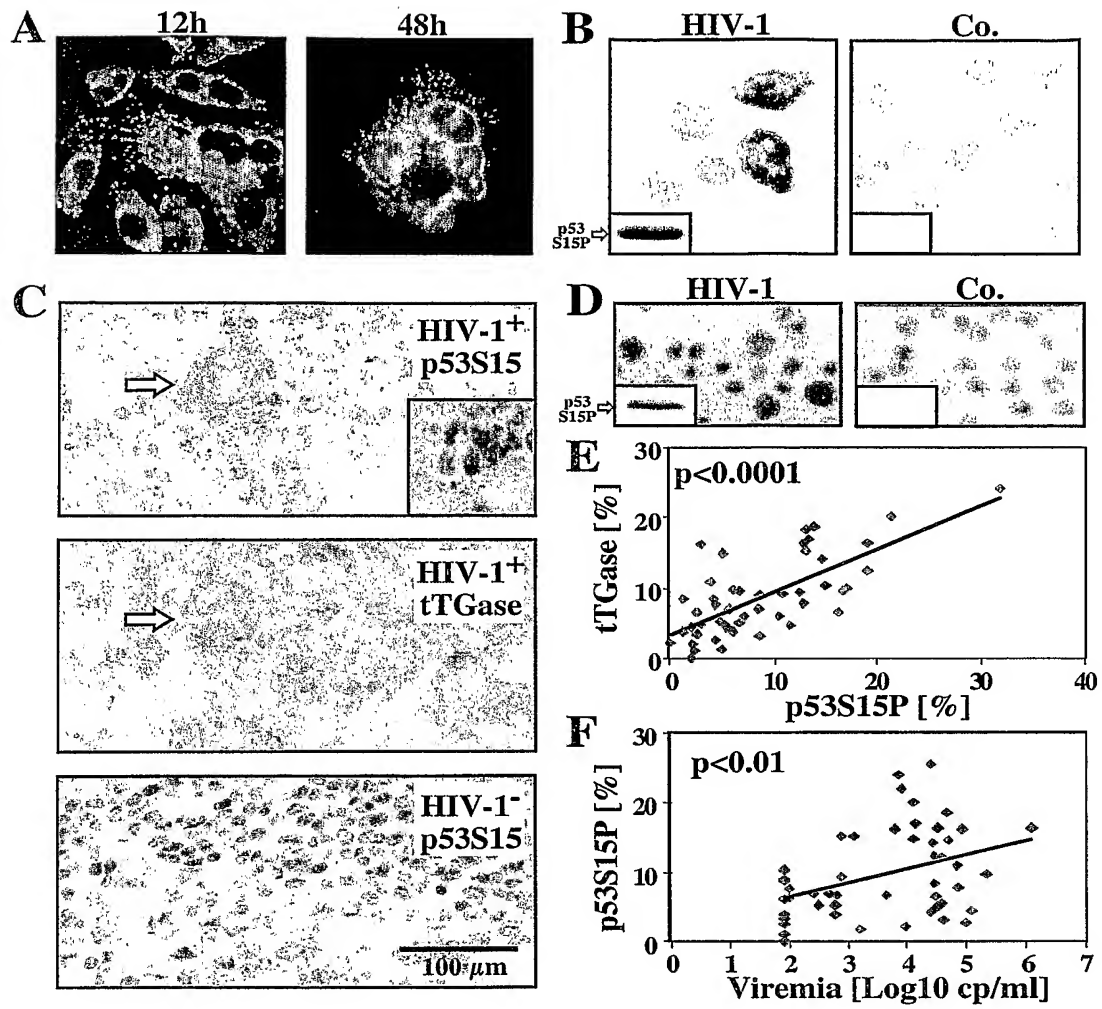 A
12h
48h
B
HIV-1
Co.
p53
S15P
C
HIV-1+
p53S15
HIV-1+
tTGase
HIV-1-
p53S15
100 µm
D
HIV-1
Co.
p53
S15P
E
p<0.0001
tTGase [%]
30
20
10
0
0 10 20 30 40
p53S15P [%]
F
p<0.01
p53S15P [%]
30
20
10
0
0 1 2 3 4 5 6 7
Viremia [Log10 cp/ml]